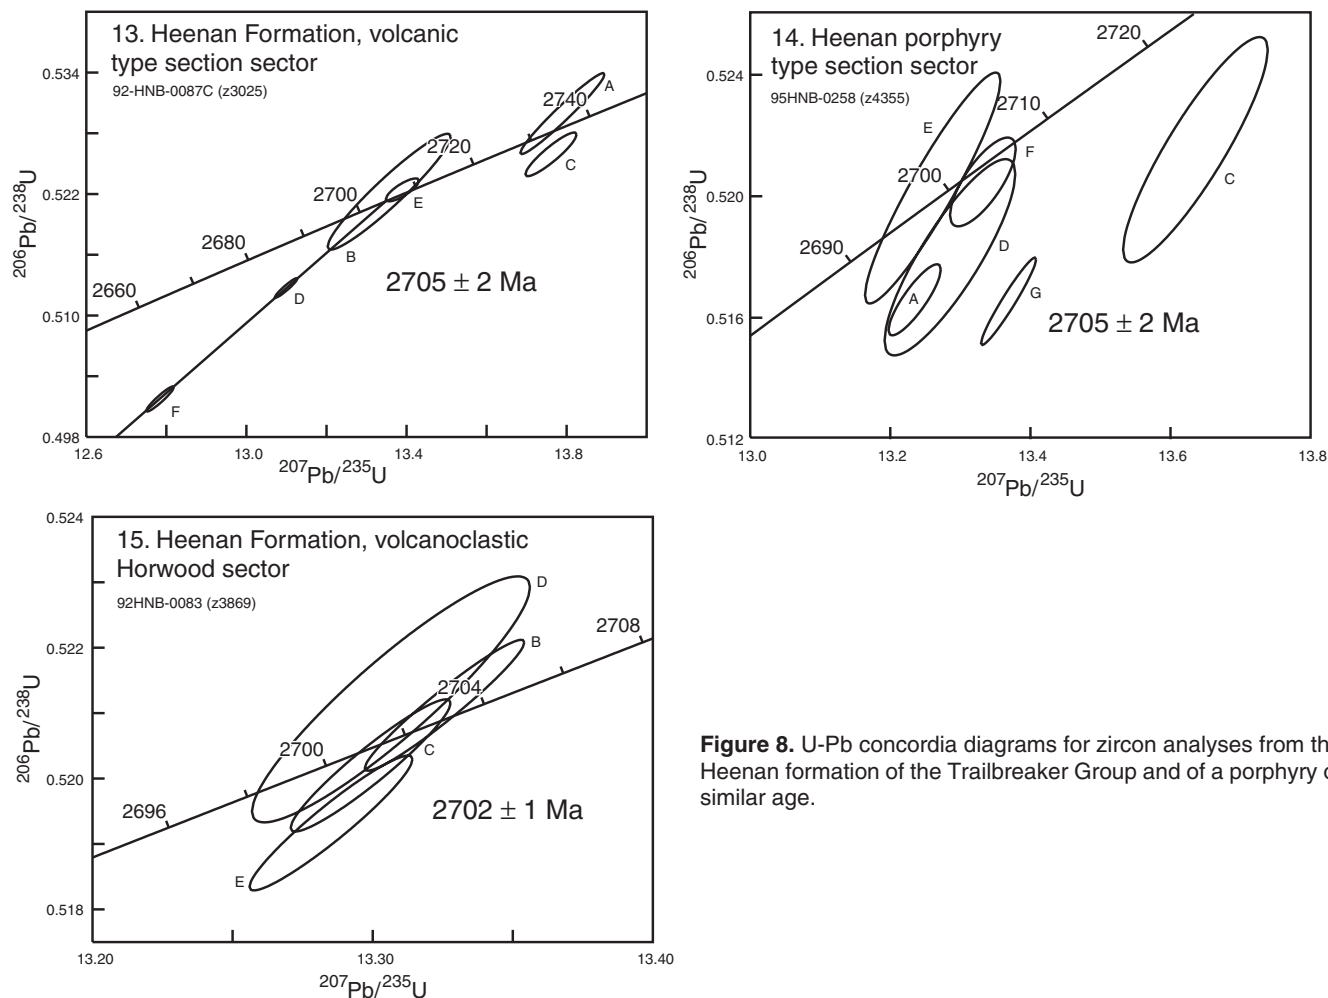 13. Heenan Formation, volcanic
type section sector
92-HNB-0087C (z3025)
0.534
0.522
0.510
0.498
206Pb/238U
2660
2680
2700
2720
2740
A
C
E
B
D
F
2705 ± 2 Ma
12.6
13.0
13.4
13.8
207Pb/235U
14. Heenan porphyry
type section sector
95HNB-0258 (z4355)
0.524
0.520
0.516
0.512
206Pb/238U
2690
2700
2710
2720
E
F
C
D
A
G
2705 ± 2 Ma
13.0
13.2
13.4
13.6
13.8
207Pb/235U
15. Heenan Formation, volcanoclastic
Horwood sector
92HNB-0083 (z3869)
0.524
0.522
0.520
0.518
206Pb/238U
2696
2700
2704
2708
D
B
C
E
2702 ± 1 Ma
13.20
13.30
13.40
207Pb/235U
Figure 8. U-Pb concordia diagrams for zircon analyses from th
Heenan formation of the Trailbreaker Group and of a porphyry
similar age.